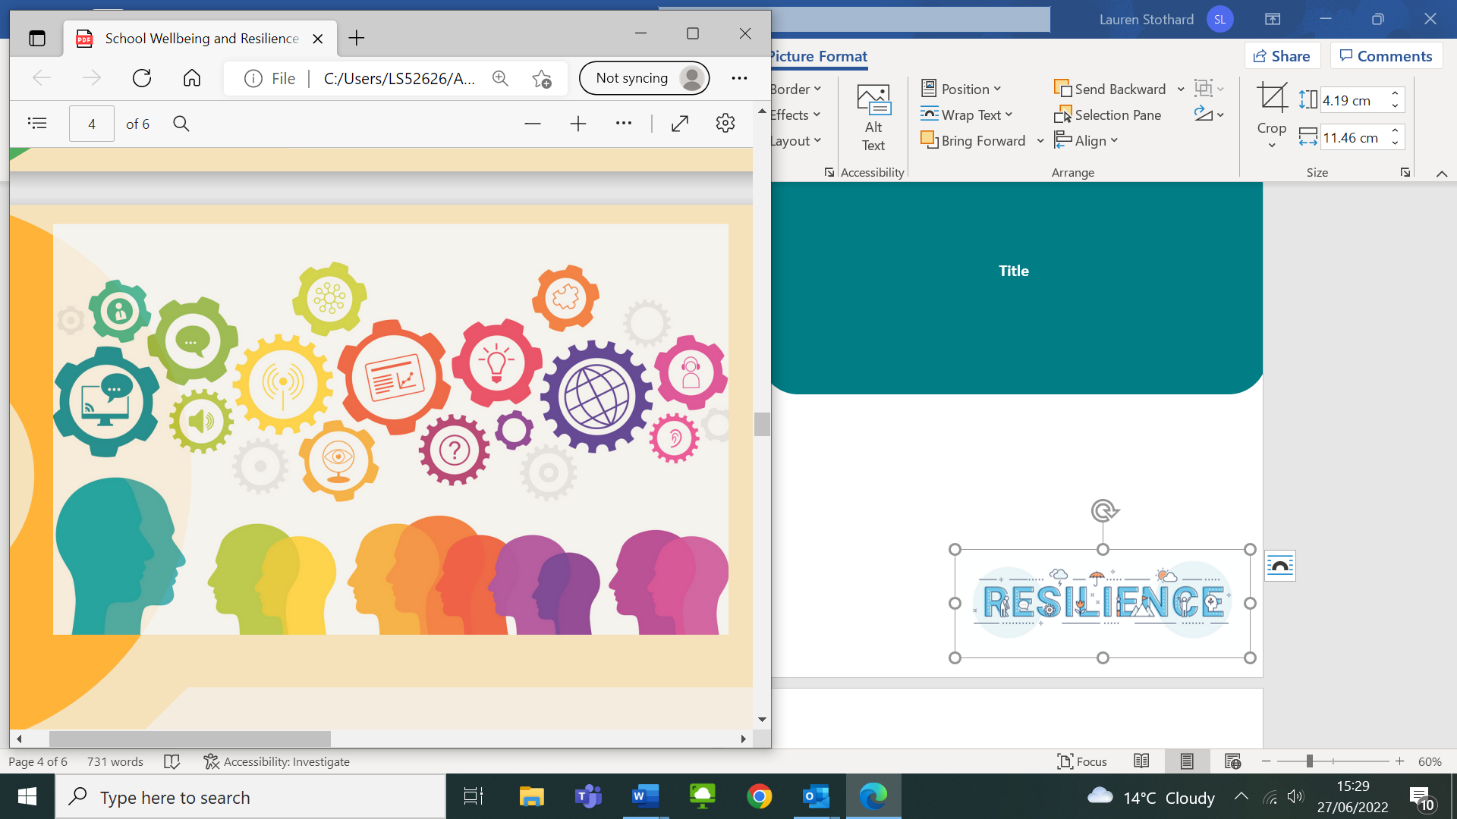 School Wellbeing and Resilience
File
C:/Users/LS52626/A...
Not syncing
4 of 6
?
Lauren Stothard SL
Picture Format
Share
Comments
Border
Effects
Layout
Alt
Text
Accessibility
Position
Wrap Text
Bring Forward
Send Backward
Selection Pane
Align
Arrange
Crop
4.19 cm
11.46 cm
Size
Title
RESILIENCE
Page 4 of 6 731 words Accessibility: Investigate
Focus
60%
Type here to search
14°C Cloudy
15:29
27/06/2022
10